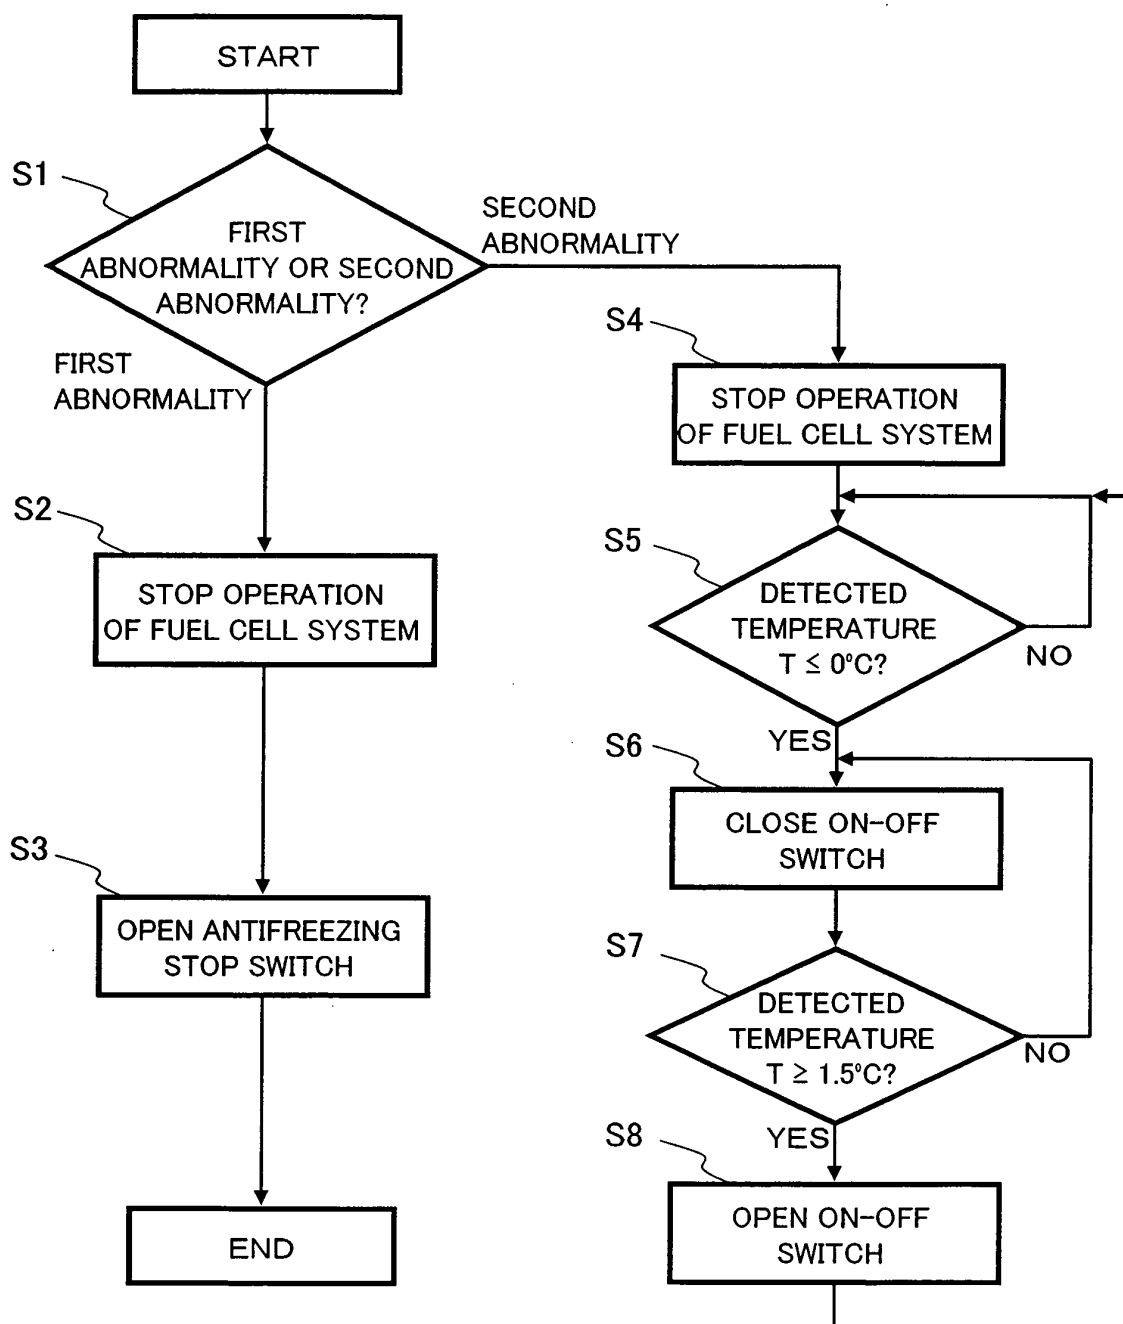 START
S1
FIRST
ABNORMALITY OR SECOND
ABNORMALITY?
SECOND
ABNORMALITY
FIRST
ABNORMALITY
S2
STOP OPERATION
OF FUEL CELL SYSTEM
S3
OPEN ANTIFREEZING
STOP SWITCH
END
S4
STOP OPERATION
OF FUEL CELL SYSTEM
S5
DETECTED
TEMPERATURE
T ≤ 0°C?
NO
YES
S6
CLOSE ON-OFF
SWITCH
S7
DETECTED
TEMPERATURE
T ≥ 1.5°C?
NO
YES
S8
OPEN ON-OFF
SWITCH